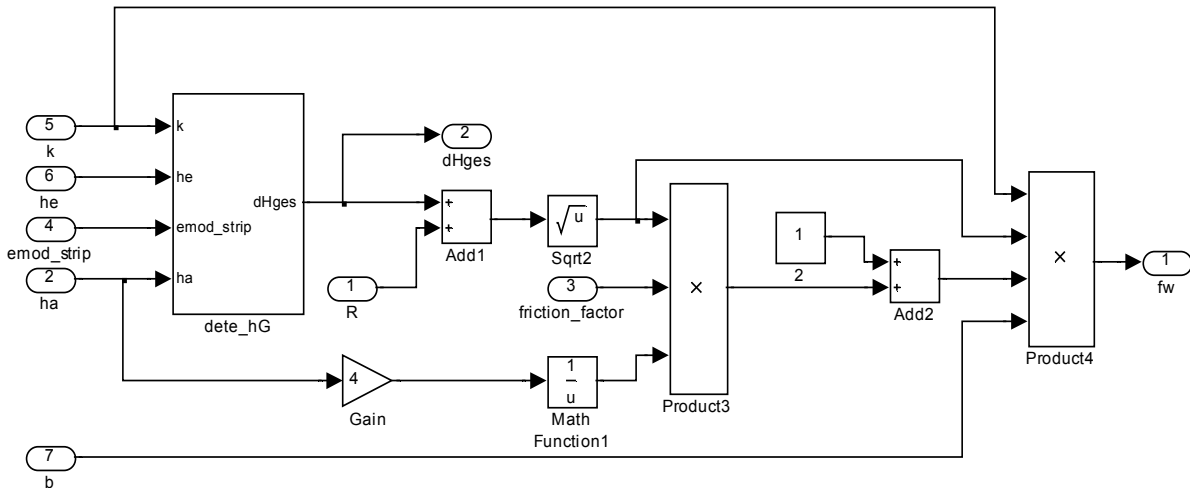 5
k
6
he
4
emod_strip
2
ha
7
b
k
he
emod_strip
ha
dHges
dete_hG
2
dHges
1
R
+
+
Add1
√u
Sqrt2
3
friction_factor
4
Gain
1
u
Math
Function1
×
Product3
1
2
+
+
Add2
×
Product4
1
fw